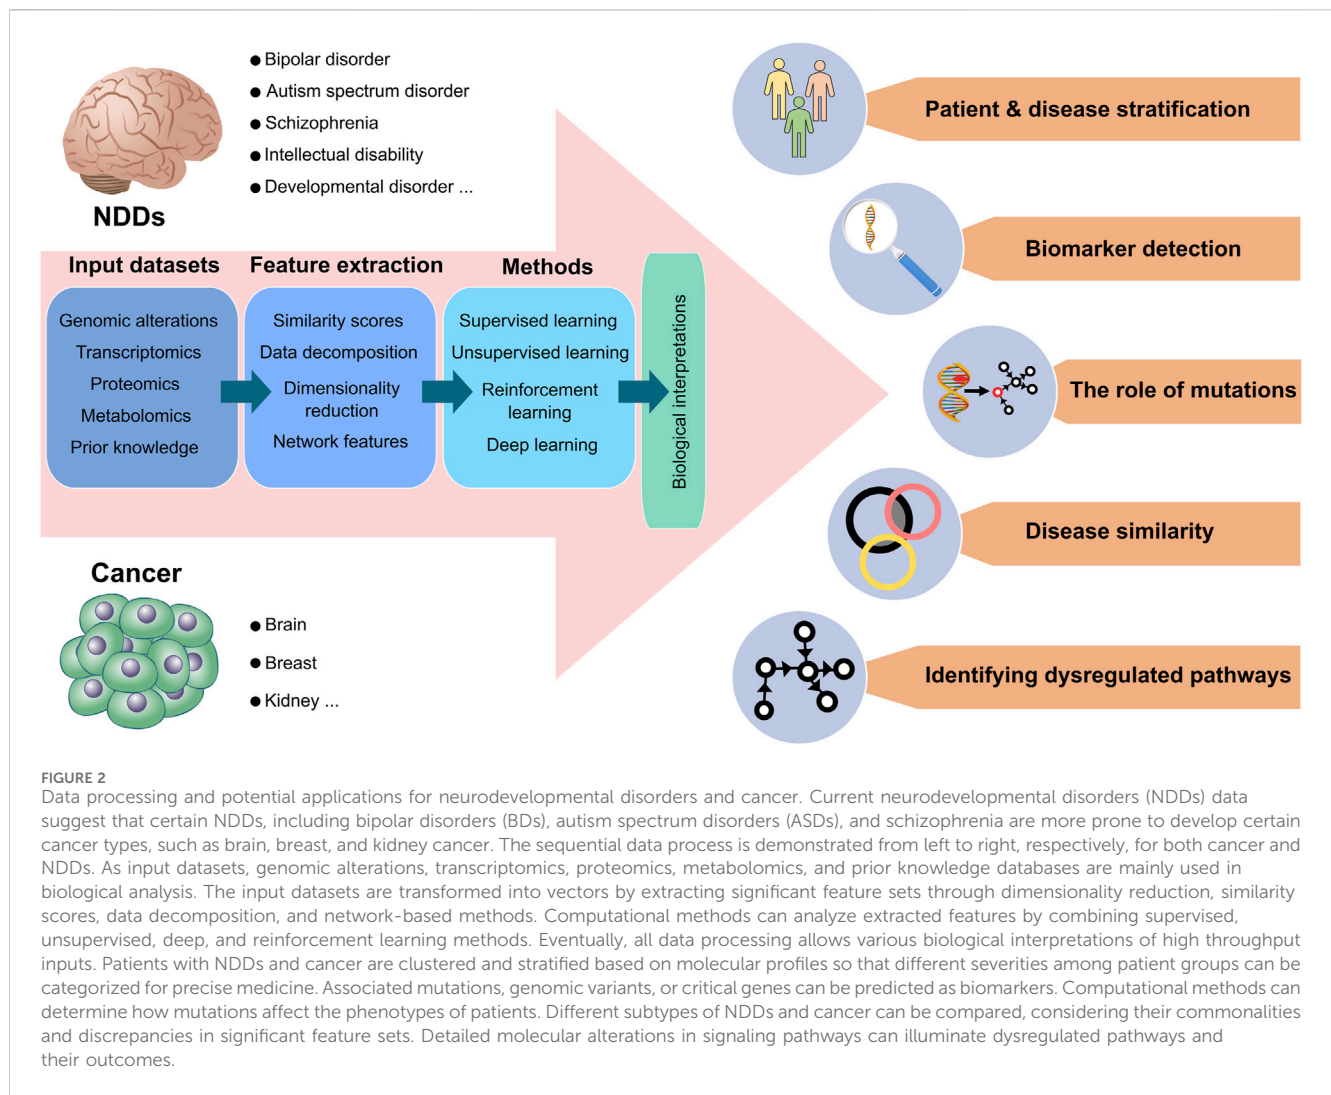 ● Bipolar disorder
● Autism spectrum disorder
● Schizophrenia
● Intellectual disability
● Developmental disorder ...
NDDs
Input datasets
Genomic alterations
Transcriptomics
Proteomics
Metabolomics
Prior knowledge
Feature extraction
Similarity scores
Data decomposition
Dimensionality
reduction
Network features
Methods
Supervised learning
Unsupervised learning
Reinforcement
learning
Deep learning
Biological interpretations
Cancer
● Brain
● Breast
● Kidney ...
Patient & disease stratification
Biomarker detection
The role of mutations
Disease similarity
Identifying dysregulated pathways
FIGURE 2
Data processing and potential applications for neurodevelopmental disorders and cancer. Current neurodevelopmental disorders (NDDs) data
suggest that certain NDDs, including bipolar disorders (BDs), autism spectrum disorders (ASDs), and schizophrenia are more prone to develop certain
cancer types, such as brain, breast, and kidney cancer. The sequential data process is demonstrated from left to right, respectively, for both cancer and
NDDs. As input datasets, genomic alterations, transcriptomics, proteomics, metabolomics, and prior knowledge databases are mainly used in
biological analysis. The input datasets are transformed into vectors by extracting significant feature sets through dimensionality reduction, similarity
scores, data decomposition, and network-based methods. Computational methods can analyze extracted features by combining supervised,
unsupervised, deep, and reinforcement learning methods. Eventually, all data processing allows various biological interpretations of high throughput
inputs. Patients with NDDs and cancer are clustered and stratified based on molecular profiles so that different severities among patient groups can be
categorized for precise medicine. Associated mutations, genomic variants, or critical genes can be predicted as biomarkers. Computational methods can
determine how mutations affect the phenotypes of patients. Different subtypes of NDDs and cancer can be compared, considering their commonalities
and discrepancies in significant feature sets. Detailed molecular alterations in signaling pathways can illuminate dysregulated pathways and
their outcomes.